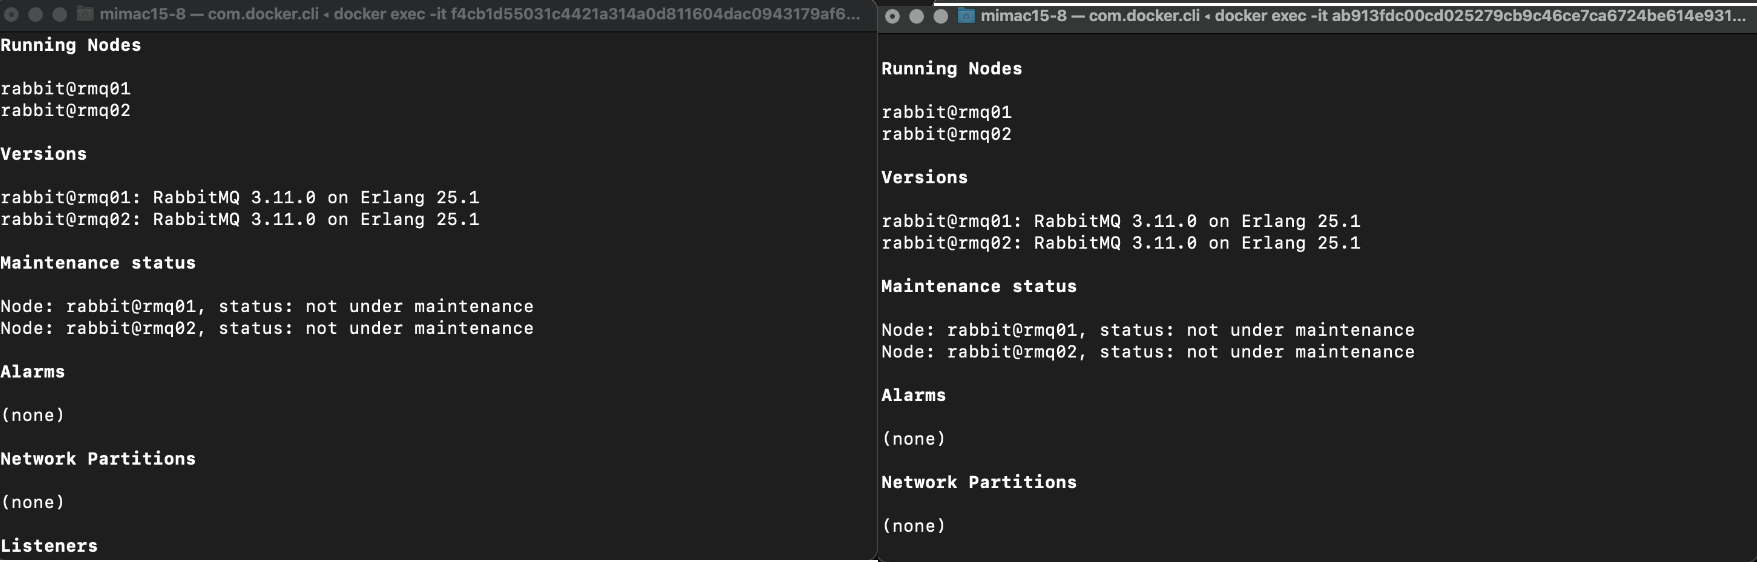 mimac15-8 — com.docker.cli ◂ docker exec -it f4cb1d55031c4421a314a0d811604dac0943179af6...
Running Nodes
rabbit@rmq01
rabbit@rmq02
Versions
rabbit@rmq01: RabbitMQ 3.11.0 on Erlang 25.1
rabbit@rmq02: RabbitMQ 3.11.0 on Erlang 25.1
Maintenance status
Node: rabbit@rmq01, status: not under maintenance
Node: rabbit@rmq02, status: not under maintenance
Alarms
(none)
Network Partitions
(none)
Listeners
mimac15-8 — com.docker.cli ◂ docker exec -it ab913fdc00cd025279cb9c46ce7ca6724be614e931...
Running Nodes
rabbit@rmq01
rabbit@rmq02
Versions
rabbit@rmq01: RabbitMQ 3.11.0 on Erlang 25.1
rabbit@rmq02: RabbitMQ 3.11.0 on Erlang 25.1
Maintenance status
Node: rabbit@rmq01, status: not under maintenance
Node: rabbit@rmq02, status: not under maintenance
Alarms
(none)
Network Partitions
(none)